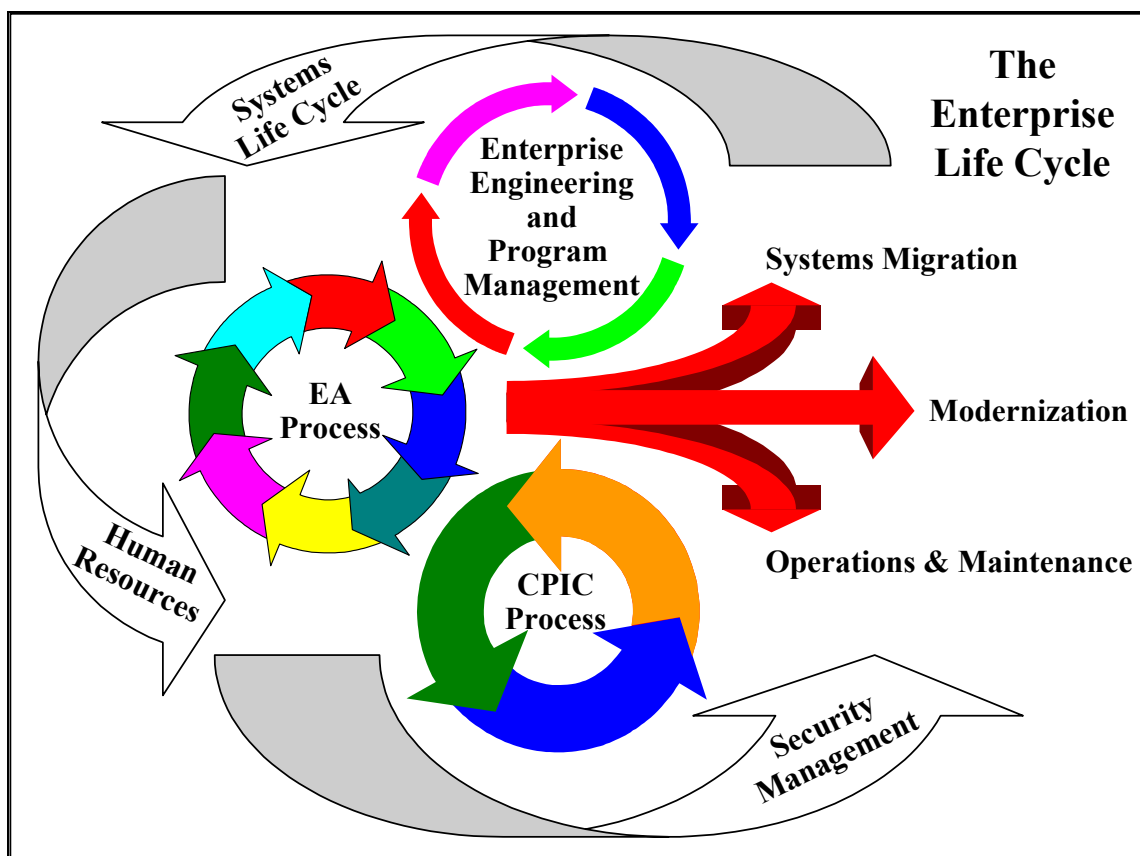 The
Enterprise
Life Cycle
Systems
Life Cycle
Enterprise
Engineering
and
Program
Management
Systems Migration
EA
Process
Modernization
Human
Resources
CPIC
Process
Operations & Maintenance
Security
Management